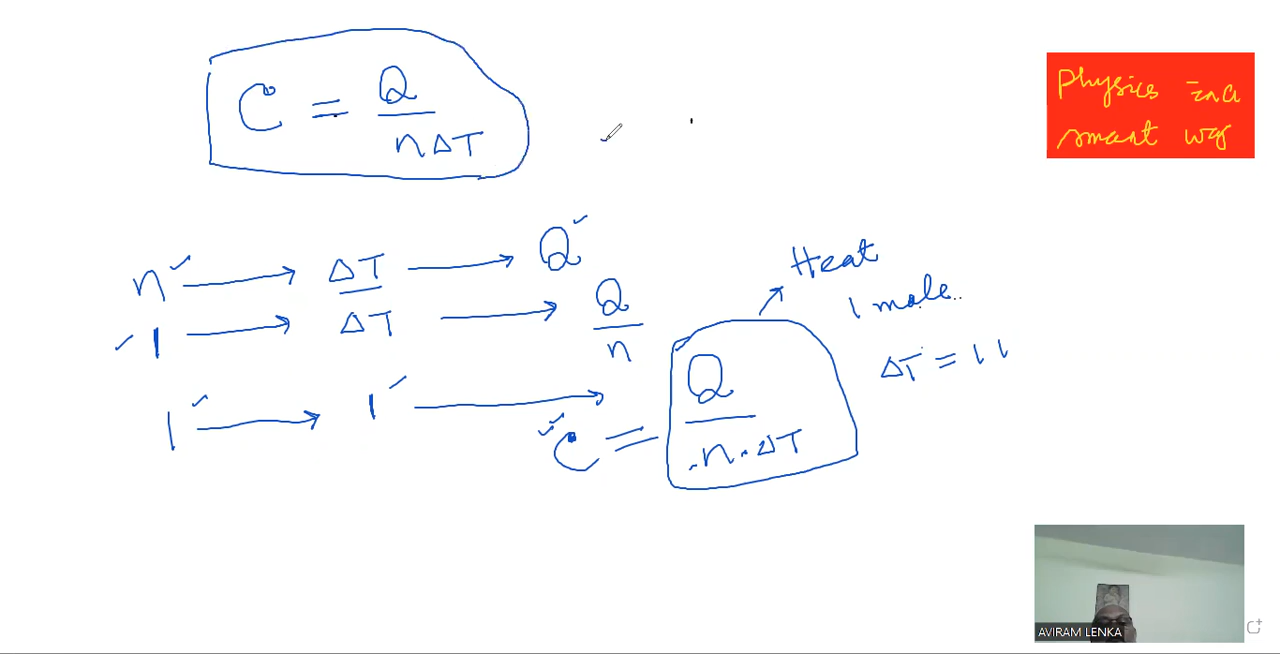 C = Q / nΔT
Physics in a
smart way
n → ΔT → Q
1 → ΔT → Q / n
1 → 1 → C = Q / n·ΔT
Heat
1 mole..
ΔT = 1
AVIRAM LENKA